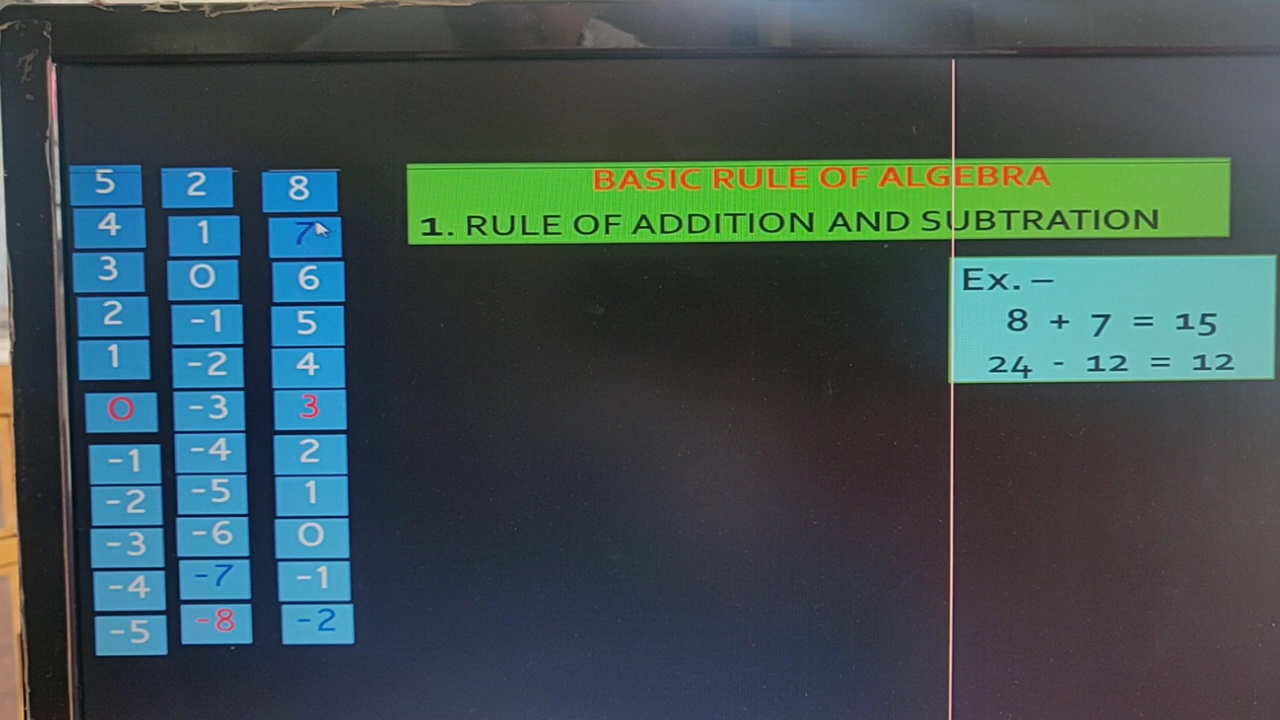 5 2 8
4 1 7
3 0 6
2 -1 5
1 -2 4
0 -3 3
-1 -4 2
-2 -5 1
-3 -6 0
-4 -7 -1
-5 -8 -2
BASIC RULE OF ALGEBRA
1. RULE OF ADDITION AND SUBTRATION
Ex. –
8 + 7 = 15
24 - 12 = 12